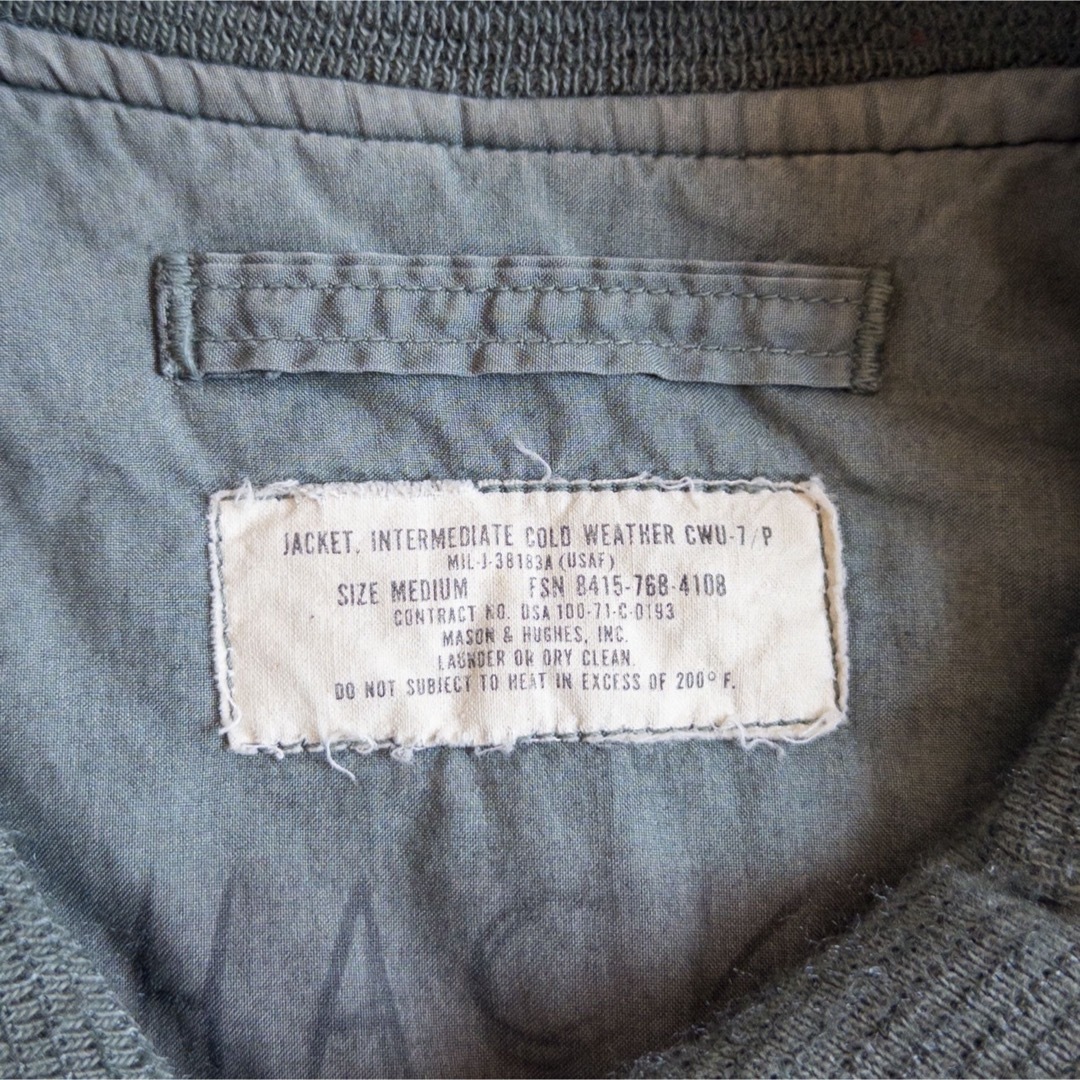 JACKET, INTERMEDIATE COLD WEATHER CWU-7/P
MIL-J-38183A (USAF)
SIZE MEDIUM FSN 8415-768-4108
CONTRACT NO. DSA 100-71-C-0193
MASON & HUGHES, INC.
LAUNDER OR DRY CLEAN.
DO NOT SUBJECT TO HEAT IN EXCESS OF 200° F.